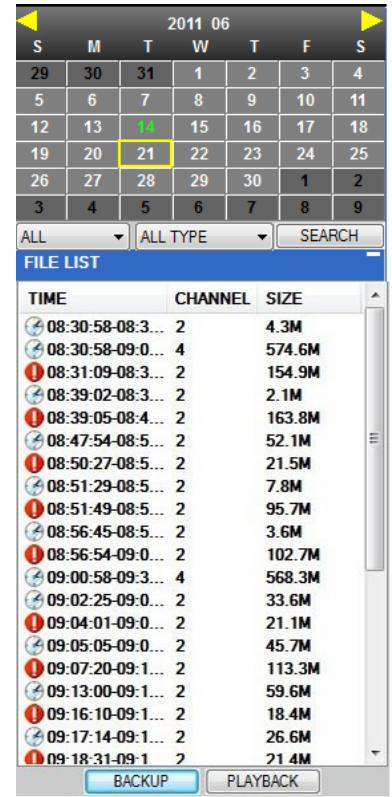 2011 06
S M T W T F S
29 30 31 1 2 3 4
5 6 7 8 9 10 11
12 13 14 15 16 17 18
19 20 21 22 23 24 25
26 27 28 29 30 1 2
3 4 5 6 7 8 9
ALL ALL TYPE SEARCH
FILE LIST
TIME CHANNEL SIZE
08:30:58-08:3... 2 4.3M
08:30:58-09:0... 4 574.6M
08:31:09-08:3... 2 154.9M
08:39:02-08:3... 2 2.1M
08:39:05-08:4... 2 163.8M
08:47:54-08:5... 2 52.1M
08:50:27-08:5... 2 21.5M
08:51:29-08:5... 2 7.8M
08:51:49-08:5... 2 95.7M
08:56:45-08:5... 2 3.6M
08:56:54-09:0... 2 102.7M
09:00:58-09:3... 4 568.3M
09:02:25-09:0... 2 33.6M
09:04:01-09:0... 2 21.1M
09:05:05-09:0... 2 45.7M
09:07:20-09:1... 2 113.3M
09:13:00-09:1... 2 59.6M
09:16:10-09:1... 2 18.4M
09:17:14-09:1... 2 26.6M
09:18:31-09:1... 2 21.4M
BACKUP PLAYBACK